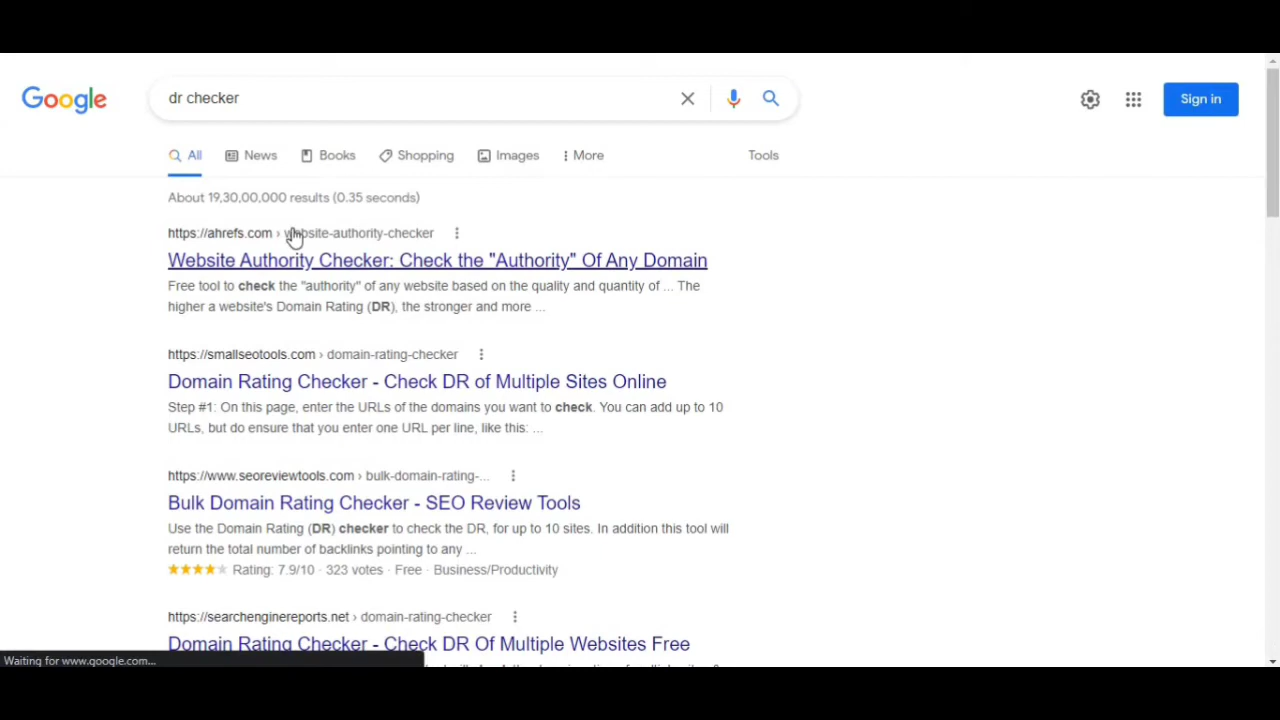 Google
dr checker
Sign in
All News Books Shopping Images More Tools
About 19,30,00,000 results (0.35 seconds)
https://ahrefs.com › website-authority-checker
Website Authority Checker: Check the "Authority" Of Any Domain
Free tool to check the "authority" of any website based on the quality and quantity of ... The
higher a website's Domain Rating (DR), the stronger and more ...
https://smallseotools.com › domain-rating-checker
Domain Rating Checker - Check DR of Multiple Sites Online
Step #1: On this page, enter the URLs of the domains you want to check. You can add up to 10
URLs, but do ensure that you enter one URL per line, like this: ...
https://www.seoreviewtools.com › bulk-domain-rating-...
Bulk Domain Rating Checker - SEO Review Tools
Use the Domain Rating (DR) checker to check the DR, for up to 10 sites. In addition this tool will
return the total number of backlinks pointing to any ...
Rating: 7.9/10 · 323 votes · Free · Business/Productivity
https://searchenginereports.net › domain-rating-checker
Domain Rating Checker - Check DR Of Multiple Websites Free
Waiting for www.google.com...